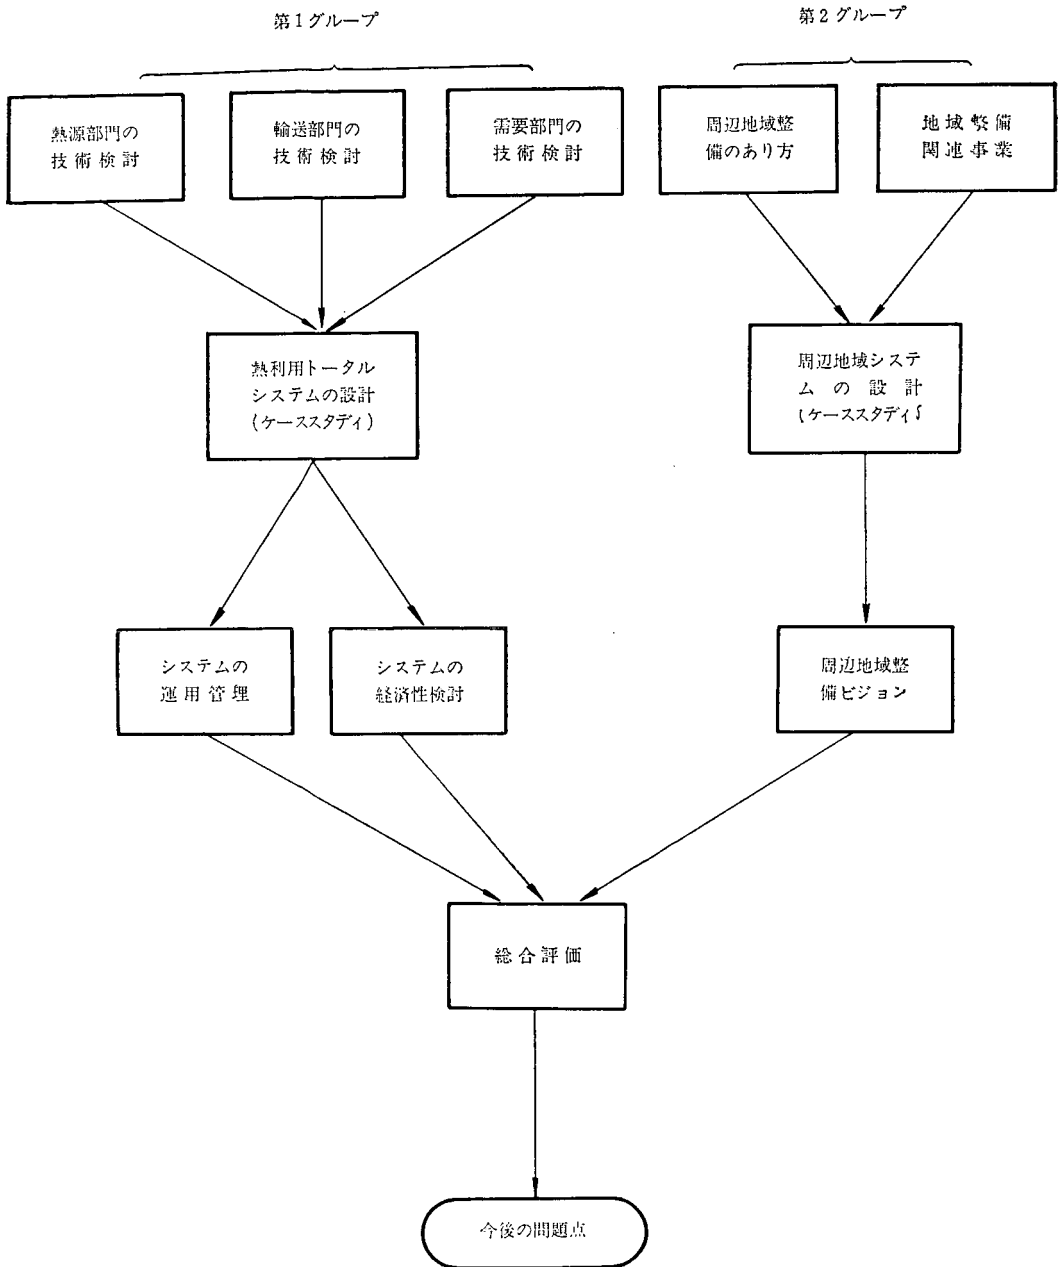 第1グループ
第2グループ
熱源部門の
技術検討
輸送部門の
技術検討
需要部門の
技術検討
周辺地域整
備のあり方
地域整備
関連事業
熱利用トータル
システムの設計
(ケーススタディ)
周辺地域システ
ムの設計
(ケーススタディ)
システムの
運用管理
システムの
経済性検討
周辺地域整
備ビジョン
総合評価
今後の問題点